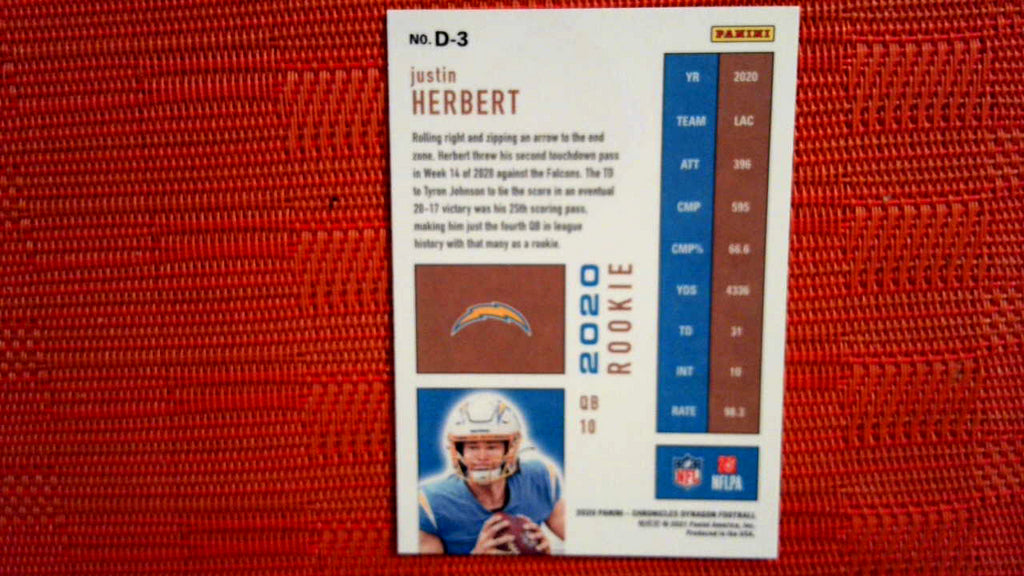 NO. D-3
PANINI
justin
HERBERT
Rolling right and zipping an arrow to the end
zone, Herbert threw his second touchdown pass
in Week 14 of 2020 against the Falcons. The TD
to Tyron Johnson to tie the score in an eventual
20-17 victory was his 25th scoring pass,
making him just the fourth QB in league
history with that many as a rookie.
2020
ROOKIE
QB
10
YR 2020
TEAM LAC
ATT 396
CMP 595
CMP% 66.6
YDS 4336
TD 31
INT 10
RATE 98.3
NFL
NFLPA
2020 PANINI - CHRONICLES DYNAGON FOOTBALL
© 2021 Panini America, Inc.
Produced in the USA.